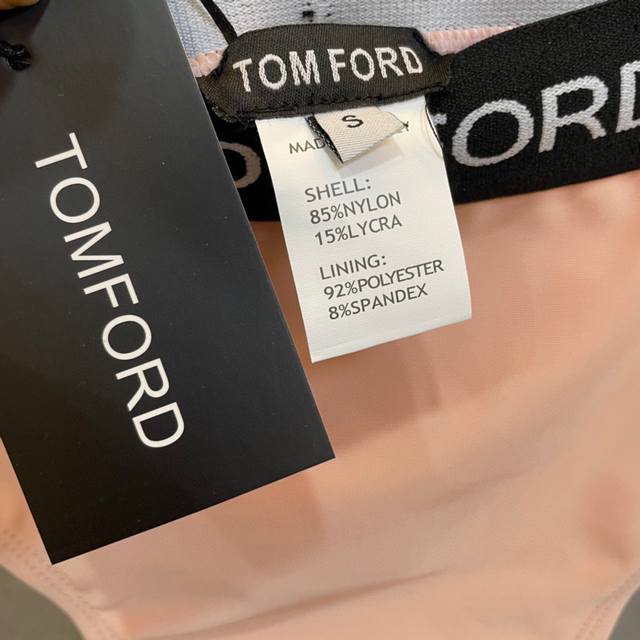 TOM FORD
S
SHELL:
85%NYLON
15%LYCRA
LINING:
92%POLYESTER
8%SPANDEX
TOMFORD
FORD